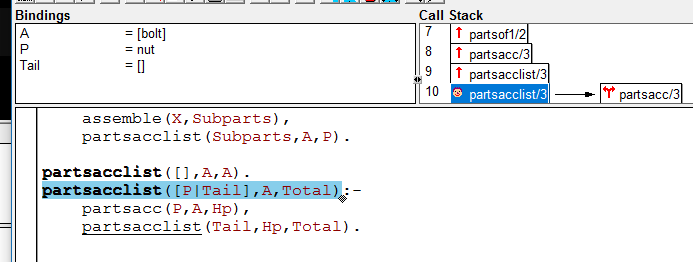 Bindings
A = [bolt]
P = nut
Tail = []
Call Stack
7 partsof1/2
8 partsacc/3
9 partsacclist/3
10 partsacclist/3 partsacc/3
assemble(X,Subparts),
partsacclist(Subparts,A,P).
partsacclist([],A,A).
partsacclist([P|Tail],A,Total):-
partsacc(P,A,Hp),
partsacclist(Tail,Hp,Total).